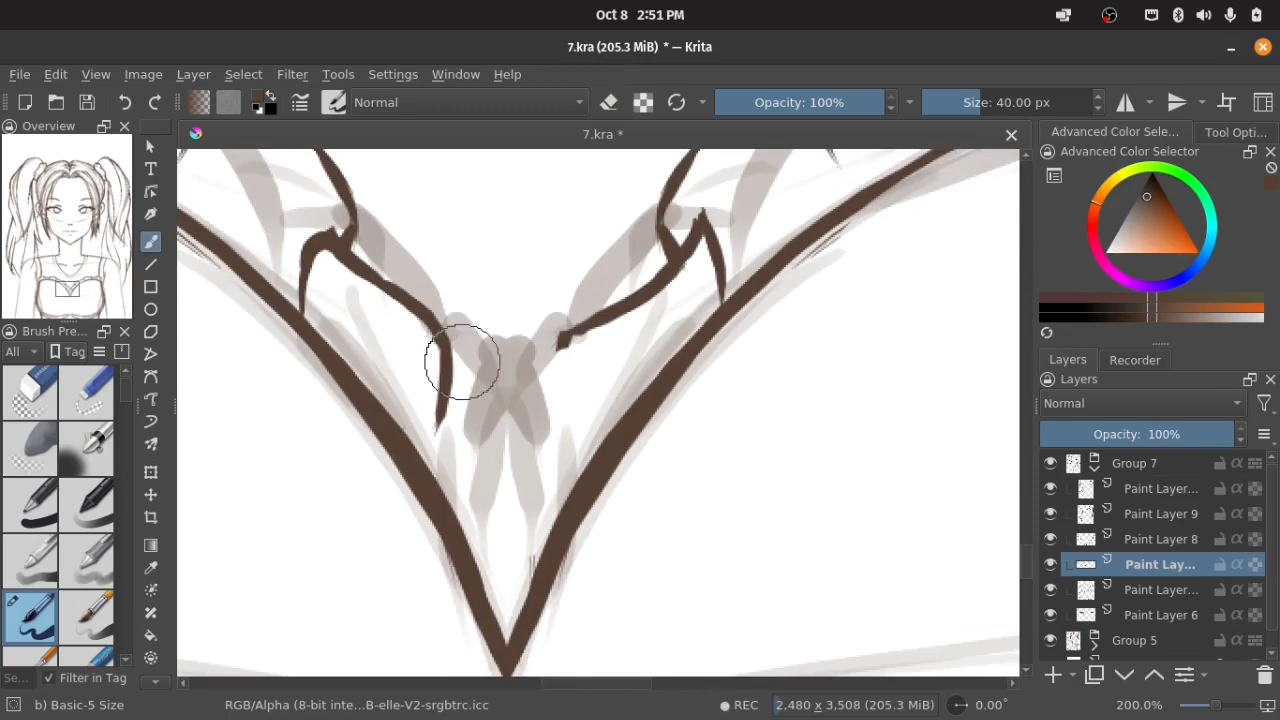 Oct 8 2:51 PM
7.kra (205.3 MiB) * — Krita
File Edit View Image Layer Select Filter Tools Settings Window Help
Normal
Opacity: 100%
Size: 40.00 px
Overview
7.kra *
Advanced Color Sele...
Tool Opti...
Advanced Color Selector
Brush Pre...
All
Tag
Layers
Recorder
Layers
Normal
Opacity: 100%
Group 7
Paint Layer...
Paint Layer 9
Paint Layer 8
Paint Lay...
Paint Layer...
Paint Layer 6
Group 5
Se...
Filter in Tag
b) Basic-5 Size
RGB/Alpha (8-bit inte...B-elle-V2-srgbtrc.icc
REC
2,480 x 3,508 (205.3 MiB)
0.00°
200.0%